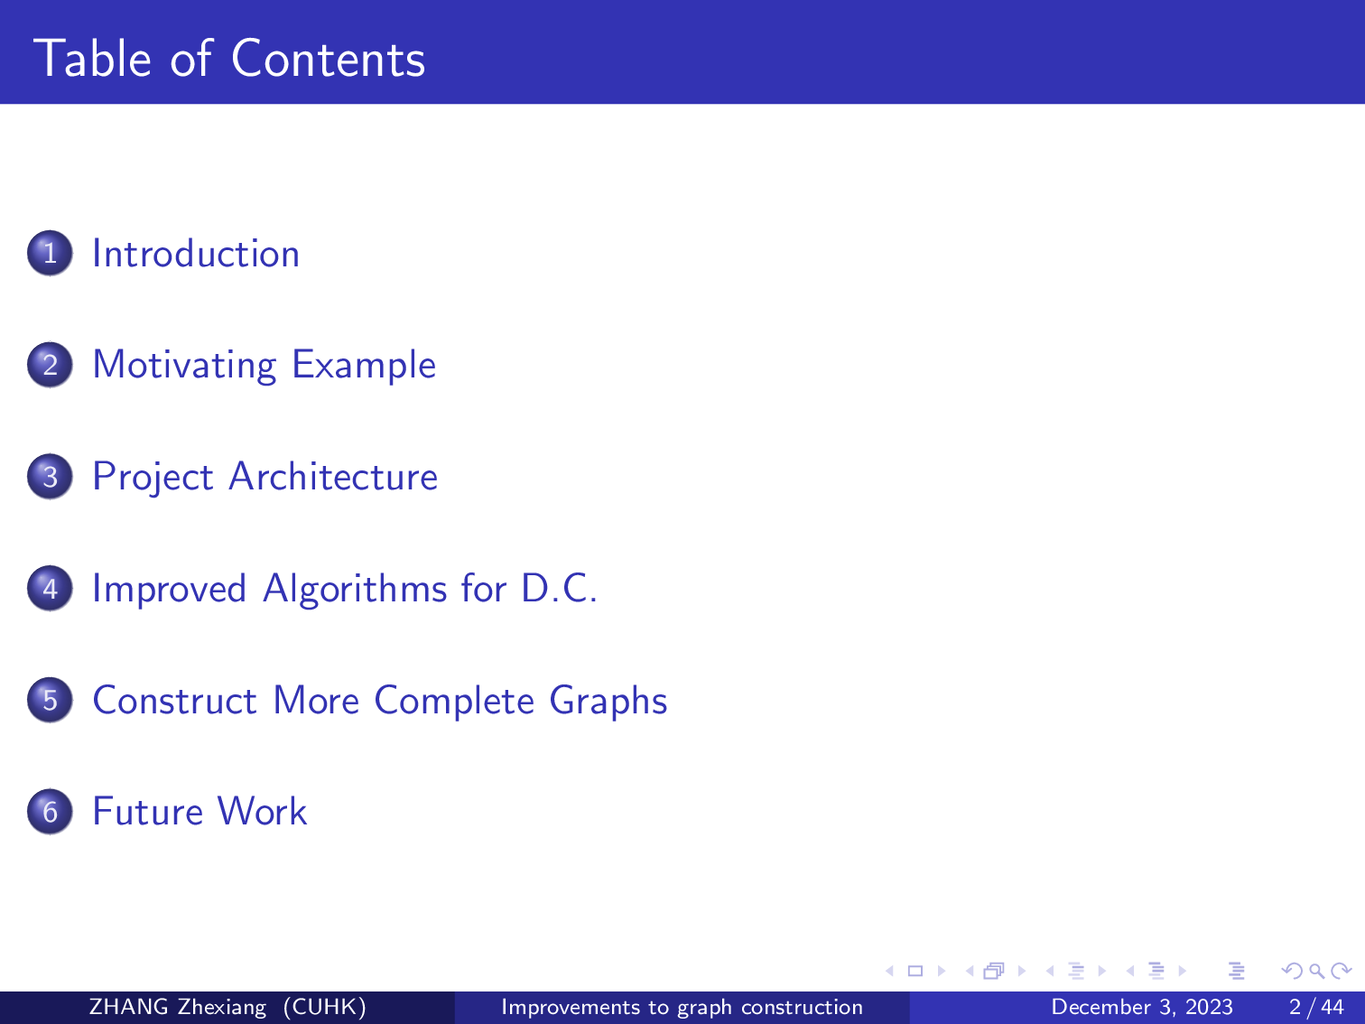 Table of Contents
1 Introduction
2 Motivating Example
3 Project Architecture
4 Improved Algorithms for D.C.
5 Construct More Complete Graphs
6 Future Work
ZHANG Zhexiang (CUHK) Improvements to graph construction December 3, 2023 2 / 44